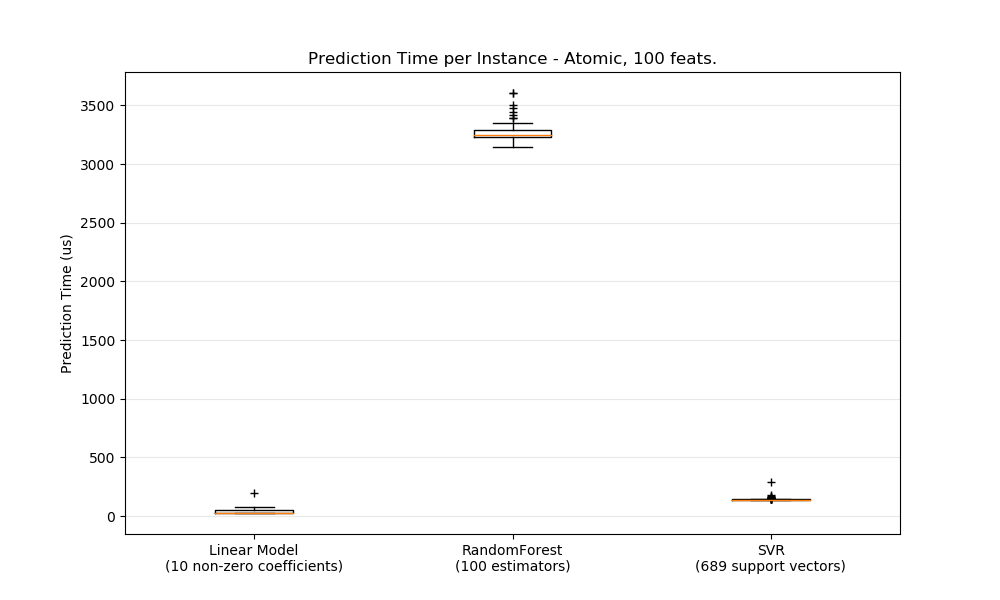 Prediction Time per Instance - Atomic, 100 feats.
Prediction Time (us)
3500
3000
2500
2000
1500
1000
500
0
Linear Model
(10 non-zero coefficients)
RandomForest
(100 estimators)
SVR
(689 support vectors)